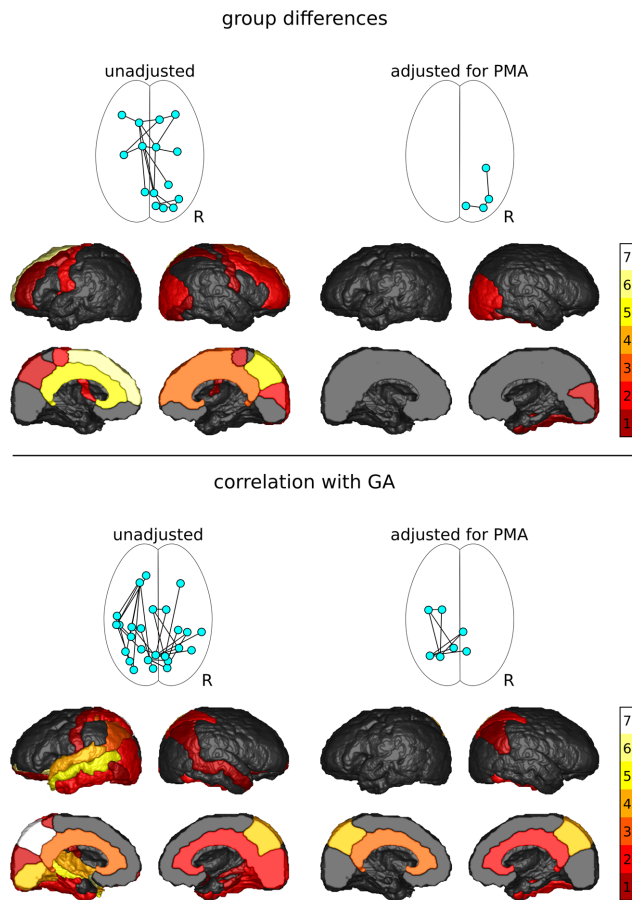 group differences
unadjusted
adjusted for PMA
R
R
7
6
5
4
3
2
1
correlation with GA
unadjusted
adjusted for PMA
R
R
7
6
5
4
3
2
1